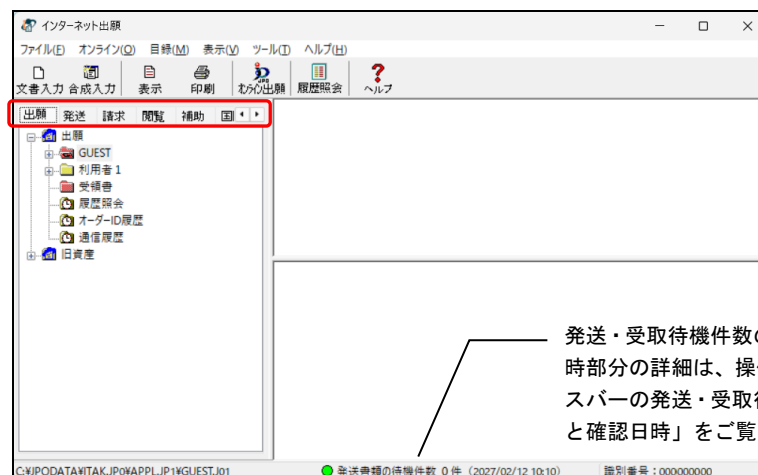 インターネット出願
ファイル(F) オンライン(O) 目録(M) 表示(V) ツール(T) ヘルプ(H)
文書入力 合成入力 表示 印刷 オンライン出願 履歴照会 ヘルプ
出願 発送 請求 閲覧 補助
出願
GUEST
利用者1
受領書
履歴照会
オーダーID履歴
通信履歴
旧資産
発送・受取待機件数の
時部分の詳細は、操
スバーの発送・受取
と確認日時」をご覧
C:¥JPODATA¥ITAK.JP0¥APPL.JP1¥GUEST.J01 発送書類の待機件数 0 件 (2027/02/12 10:10) 識別番号:000000000